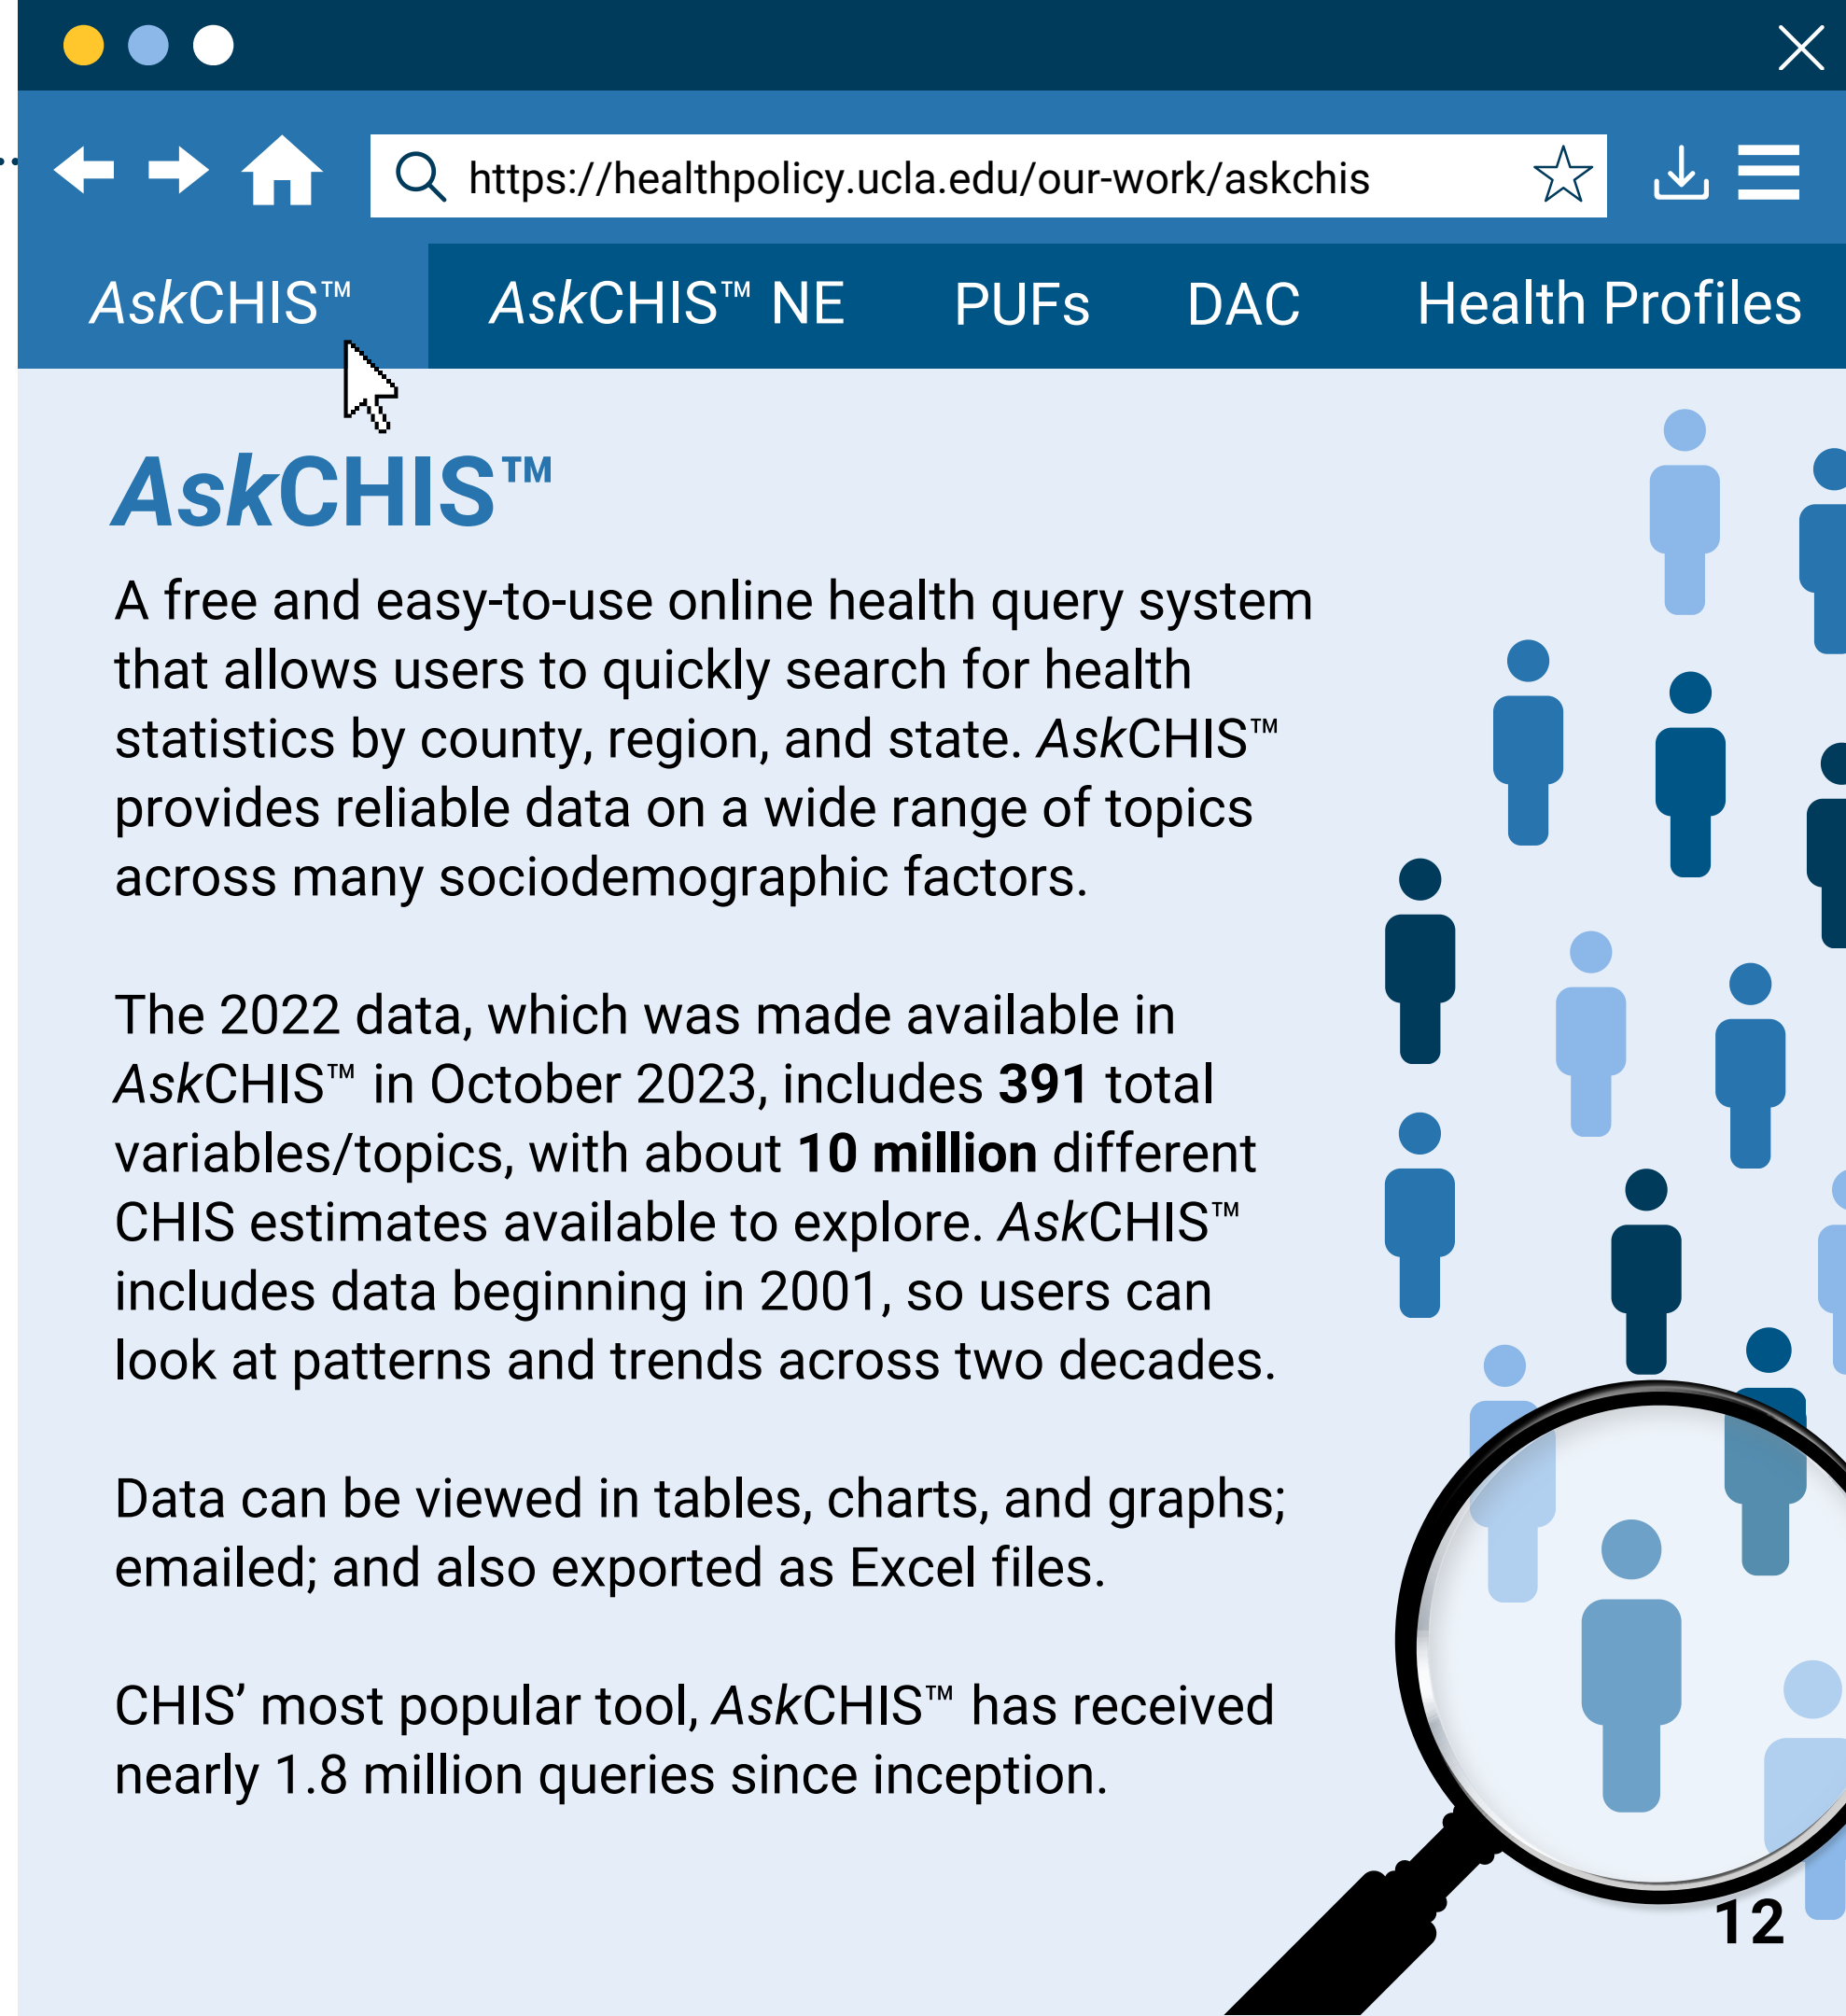 https://healthpolicy.ucla.edu/our-work/askchis
AskCHIS™ AskCHIS™ NE PUFs DAC Health Profiles
AskCHIS™
A free and easy-to-use online health query system
that allows users to quickly search for health
statistics by county, region, and state. AskCHIS™
provides reliable data on a wide range of topics
across many sociodemographic factors.
The 2022 data, which was made available in
AskCHIS™ in October 2023, includes 391 total
variables/topics, with about 10 million different
CHIS estimates available to explore. AskCHIS™
includes data beginning in 2001, so users can
look at patterns and trends across two decades.
Data can be viewed in tables, charts, and graphs;
emailed; and also exported as Excel files.
CHIS’ most popular tool, AskCHIS™ has received
nearly 1.8 million queries since inception.
12